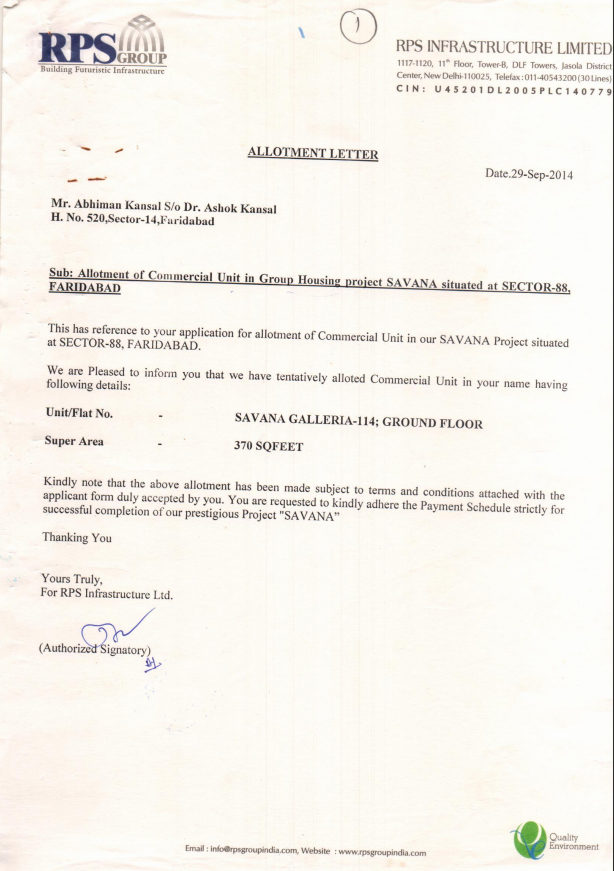 1
RPS GROUP
Building Futuristic Infrastructure
RPS INFRASTRUCTURE LIMITED
1117-1120, 11th Floor, Tower-B, DLF Towers, Jasola District
Center, New Delhi-110025, Telefax : 011-40543200 (30 Lines)
CIN: U45201DL2005PLC140779
ALLOTMENT LETTER
Date.29-Sep-2014
Mr. Abhiman Kansal S/o Dr. Ashok Kansal
H. No. 520,Sector-14,Faridabad
Sub: Allotment of Commercial Unit in Group Housing project SAVANA situated at SECTOR-88,
FARIDABAD
This has reference to your application for allotment of Commercial Unit in our SAVANA Project situated
at SECTOR-88, FARIDABAD.
We are Pleased to inform you that we have tentatively alloted Commercial Unit in your name having
following details:
Unit/Flat No. - SAVANA GALLERIA-114; GROUND FLOOR
Super Area - 370 SQFEET
Kindly note that the above allotment has been made subject to terms and conditions attached with the
applicant form duly accepted by you. You are requested to kindly adhere the Payment Schedule strictly for
successful completion of our prestigious Project "SAVANA"
Thanking You
Yours Truly,
For RPS Infrastructure Ltd.
(Authorized Signatory)
Quality
Environment
Email : info@rpsgroupindia.com, Website : www.rpsgroupindia.com